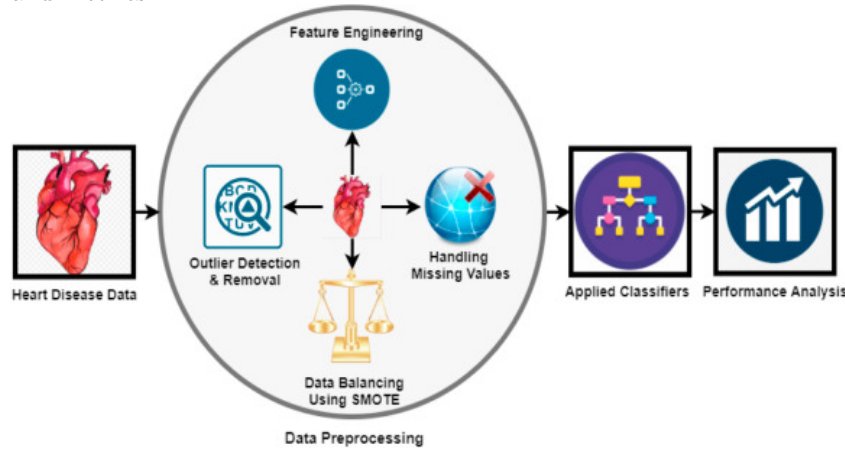 Feature Engineering
Outlier Detection
& Removal
Handling
Missing Values
Heart Disease Data
Applied Classifiers
Performance Analysis
Data Balancing
Using SMOTE
Data Preprocessing